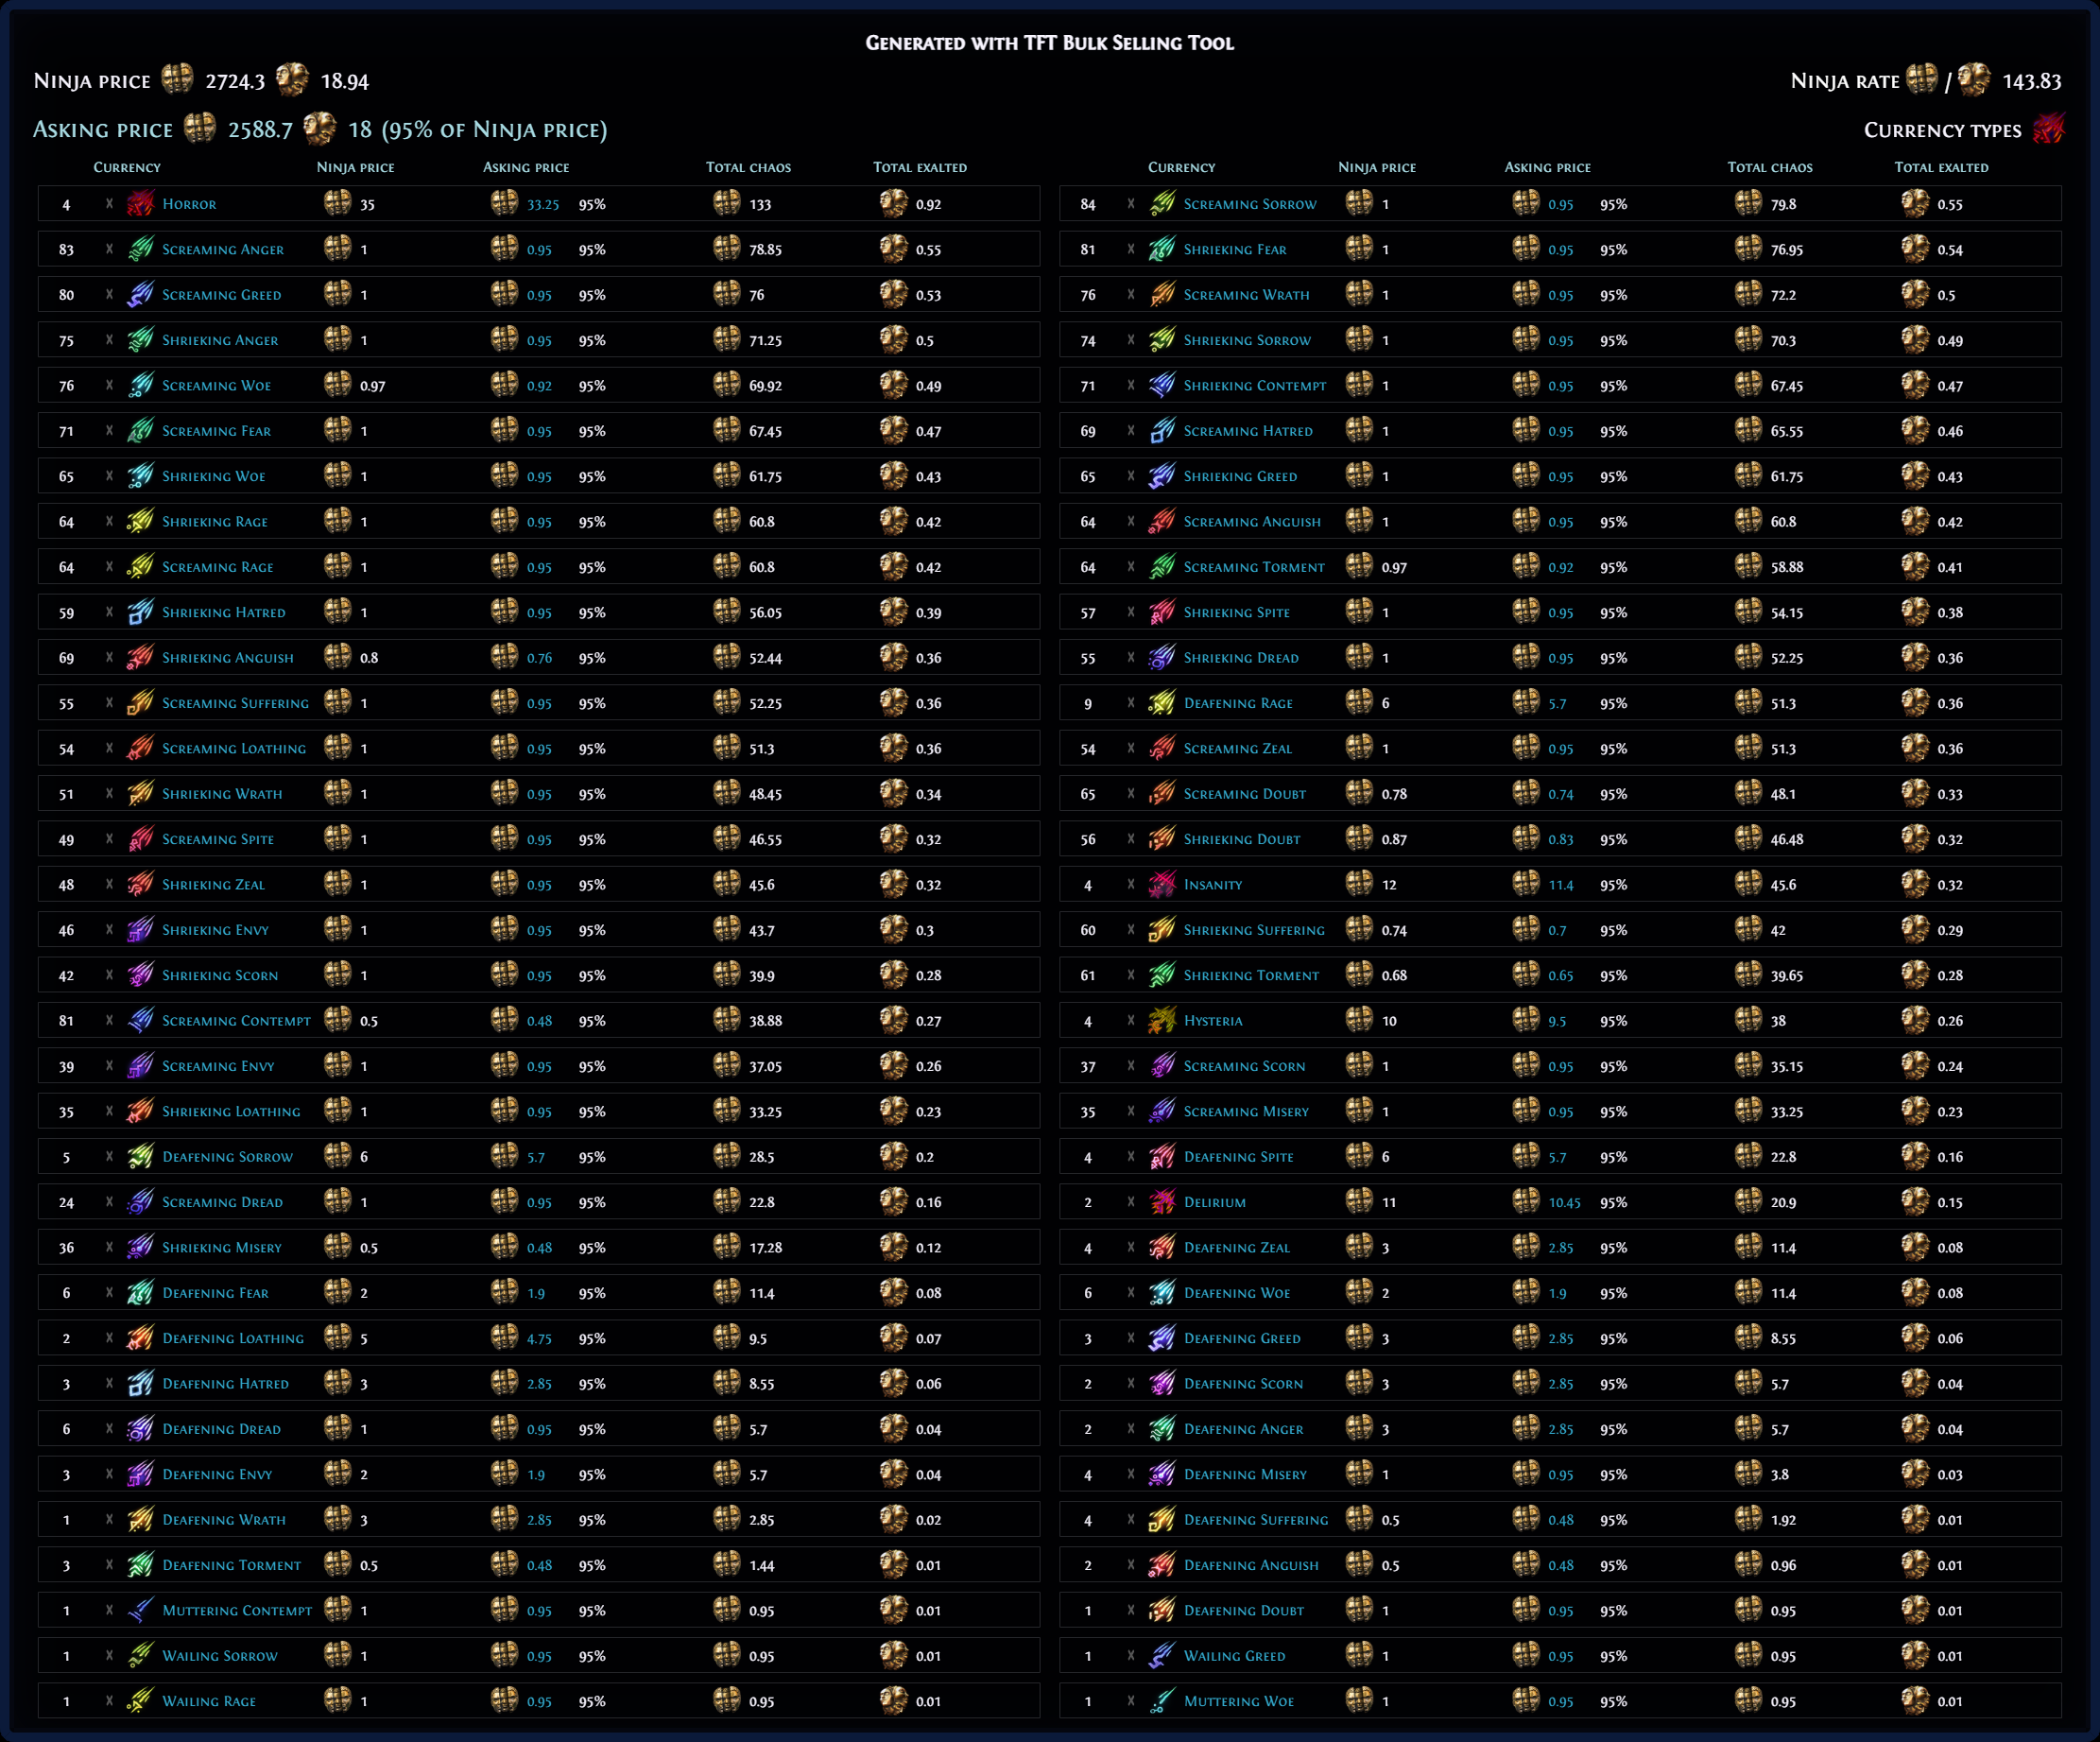 Generated with TFT Bulk Selling Tool
Ninja price 2724.3 18.94
Ninja rate / 143.83
Asking price 2588.7 18 (95% of Ninja price)
Currency types
Currency Ninja price Asking price Total chaos Total exalted
Currency Ninja price Asking price Total chaos Total exalted
4 x Horror 35 33.25 95% 133 0.92
84 x Screaming Sorrow 1 0.95 95% 79.8 0.55
83 x Screaming Anger 1 0.95 95% 78.85 0.55
81 x Shrieking Fear 1 0.95 95% 76.95 0.54
80 x Screaming Greed 1 0.95 95% 76 0.53
76 x Screaming Wrath 1 0.95 95% 72.2 0.5
75 x Shrieking Anger 1 0.95 95% 71.25 0.5
74 x Shrieking Sorrow 1 0.95 95% 70.3 0.49
76 x Screaming Woe 0.97 0.92 95% 69.92 0.49
71 x Shrieking Contempt 1 0.95 95% 67.45 0.47
71 x Screaming Fear 1 0.95 95% 67.45 0.47
69 x Screaming Hatred 1 0.95 95% 65.55 0.46
65 x Shrieking Woe 1 0.95 95% 61.75 0.43
65 x Shrieking Greed 1 0.95 95% 61.75 0.43
64 x Shrieking Rage 1 0.95 95% 60.8 0.42
64 x Screaming Anguish 1 0.95 95% 60.8 0.42
64 x Screaming Rage 1 0.95 95% 60.8 0.42
64 x Screaming Torment 0.97 0.92 95% 58.88 0.41
59 x Shrieking Hatred 1 0.95 95% 56.05 0.39
57 x Shrieking Spite 1 0.95 95% 54.15 0.38
69 x Shrieking Anguish 0.8 0.76 95% 52.44 0.36
55 x Shrieking Dread 1 0.95 95% 52.25 0.36
55 x Screaming Suffering 1 0.95 95% 52.25 0.36
9 x Deafening Rage 6 5.7 95% 51.3 0.36
54 x Screaming Loathing 1 0.95 95% 51.3 0.36
54 x Screaming Zeal 1 0.95 95% 51.3 0.36
51 x Shrieking Wrath 1 0.95 95% 48.45 0.34
65 x Screaming Doubt 0.78 0.74 95% 48.1 0.33
49 x Screaming Spite 1 0.95 95% 46.55 0.32
56 x Shrieking Doubt 0.87 0.83 95% 46.48 0.32
48 x Shrieking Zeal 1 0.95 95% 45.6 0.32
4 x Insanity 12 11.4 95% 45.6 0.32
46 x Shrieking Envy 1 0.95 95% 43.7 0.3
60 x Shrieking Suffering 0.74 0.7 95% 42 0.29
42 x Shrieking Scorn 1 0.95 95% 39.9 0.28
61 x Shrieking Torment 0.68 0.65 95% 39.65 0.28
81 x Screaming Contempt 0.5 0.48 95% 38.88 0.27
4 x Hysteria 10 9.5 95% 38 0.26
39 x Screaming Envy 1 0.95 95% 37.05 0.26
37 x Screaming Scorn 1 0.95 95% 35.15 0.24
35 x Shrieking Loathing 1 0.95 95% 33.25 0.23
35 x Screaming Misery 1 0.95 95% 33.25 0.23
5 x Deafening Sorrow 6 5.7 95% 28.5 0.2
4 x Deafening Spite 6 5.7 95% 22.8 0.16
24 x Screaming Dread 1 0.95 95% 22.8 0.16
2 x Delirium 11 10.45 95% 20.9 0.15
36 x Shrieking Misery 0.5 0.48 95% 17.28 0.12
4 x Deafening Zeal 3 2.85 95% 11.4 0.08
6 x Deafening Fear 2 1.9 95% 11.4 0.08
6 x Deafening Woe 2 1.9 95% 11.4 0.08
2 x Deafening Loathing 5 4.75 95% 9.5 0.07
3 x Deafening Greed 3 2.85 95% 8.55 0.06
3 x Deafening Hatred 3 2.85 95% 8.55 0.06
2 x Deafening Scorn 3 2.85 95% 5.7 0.04
6 x Deafening Dread 1 0.95 95% 5.7 0.04
2 x Deafening Anger 3 2.85 95% 5.7 0.04
3 x Deafening Envy 2 1.9 95% 5.7 0.04
4 x Deafening Misery 1 0.95 95% 3.8 0.03
1 x Deafening Wrath 3 2.85 95% 2.85 0.02
4 x Deafening Suffering 0.5 0.48 95% 1.92 0.01
3 x Deafening Torment 0.5 0.48 95% 1.44 0.01
2 x Deafening Anguish 0.5 0.48 95% 0.96 0.01
1 x Muttering Contempt 1 0.95 95% 0.95 0.01
1 x Deafening Doubt 1 0.95 95% 0.95 0.01
1 x Wailing Sorrow 1 0.95 95% 0.95 0.01
1 x Wailing Greed 1 0.95 95% 0.95 0.01
1 x Wailing Rage 1 0.95 95% 0.95 0.01
1 x Muttering Woe 1 0.95 95% 0.95 0.01